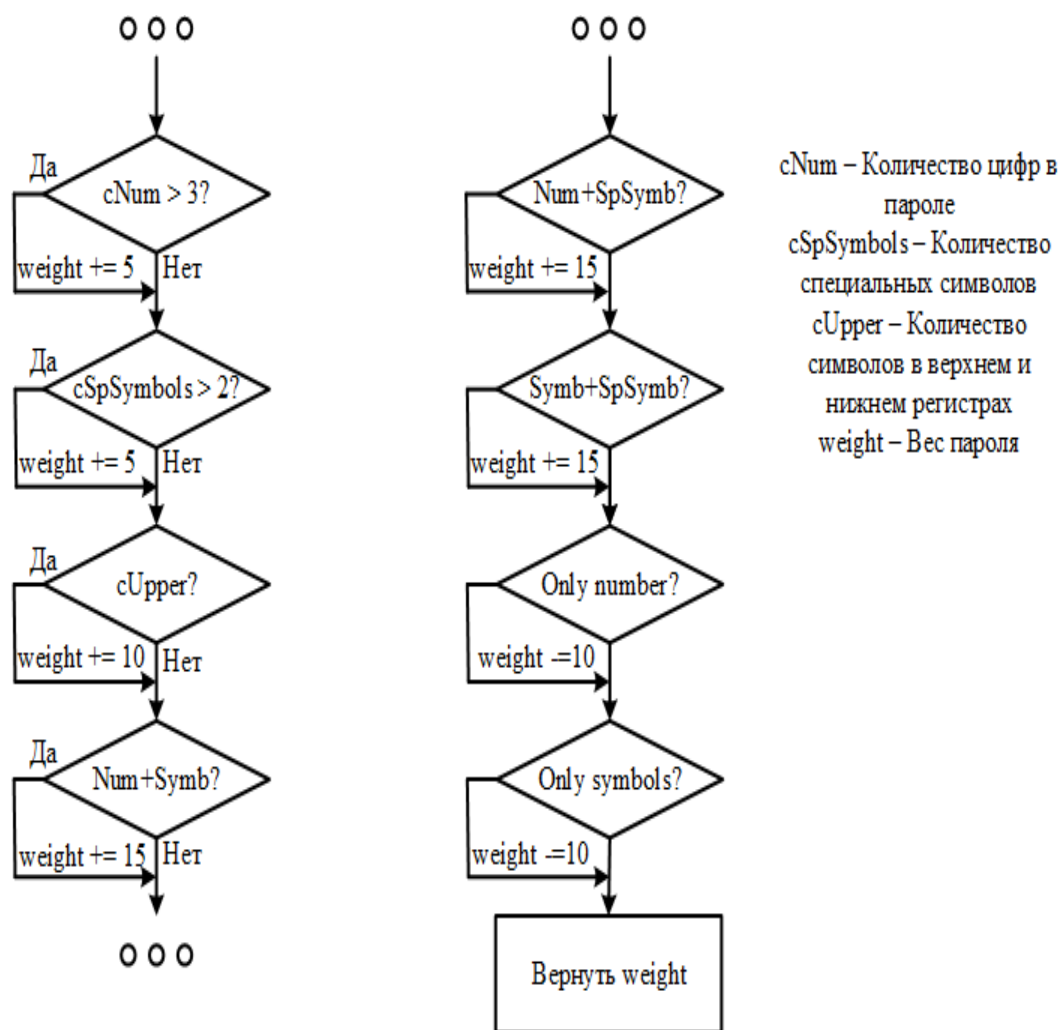 Да
cNum > 3?
weight += 5
Нет
Да
cSpSymbols > 2?
weight += 5
Нет
Да
cUpper?
weight += 10
Нет
Да
Num+Symb?
weight += 15
Нет
Num+SpSymb?
weight += 15
Symb+SpSymb?
weight += 15
Only number?
weight -=10
Only symbols?
weight -=10
Вернуть weight
cNum – Количество цифр в
пароле
cSpSymbols – Количество
специальных символов
cUpper – Количество
символов в верхнем и
нижнем регистрах
weight – Вес пароля